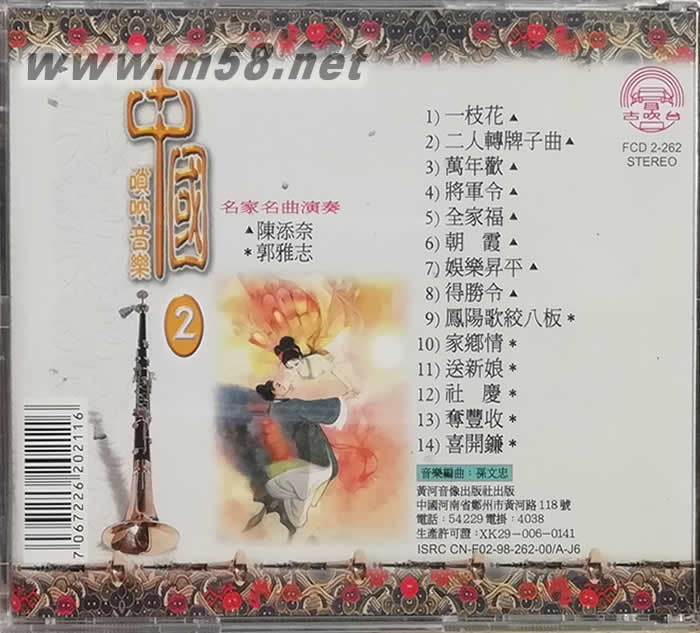 www.m58.net
中國
嗩吶音樂
2
名家名曲演奏
▲陳添奈
*郭雅志
1) 一枝花▲
2) 二人轉牌子曲▲
3) 萬年歡▲
4) 將軍令▲
5) 全家福▲
6) 朝 霞▲
7) 娛樂昇平▲
8) 得勝令▲
9) 鳳陽歌絞八板*
10) 家鄉情*
11) 送新娘*
12) 社 慶*
13) 奪豐收*
14) 喜開鐮*
FCD 2-262
STEREO
音樂編曲：孫文忠
黃河音像出版社出版
中國河南省鄭州市黃河路118號
電話：54229 電掛：4038
生產許可證：XK29-006-0141
ISRC CN-F02-98-262-00/A-J6
7 067226 202116